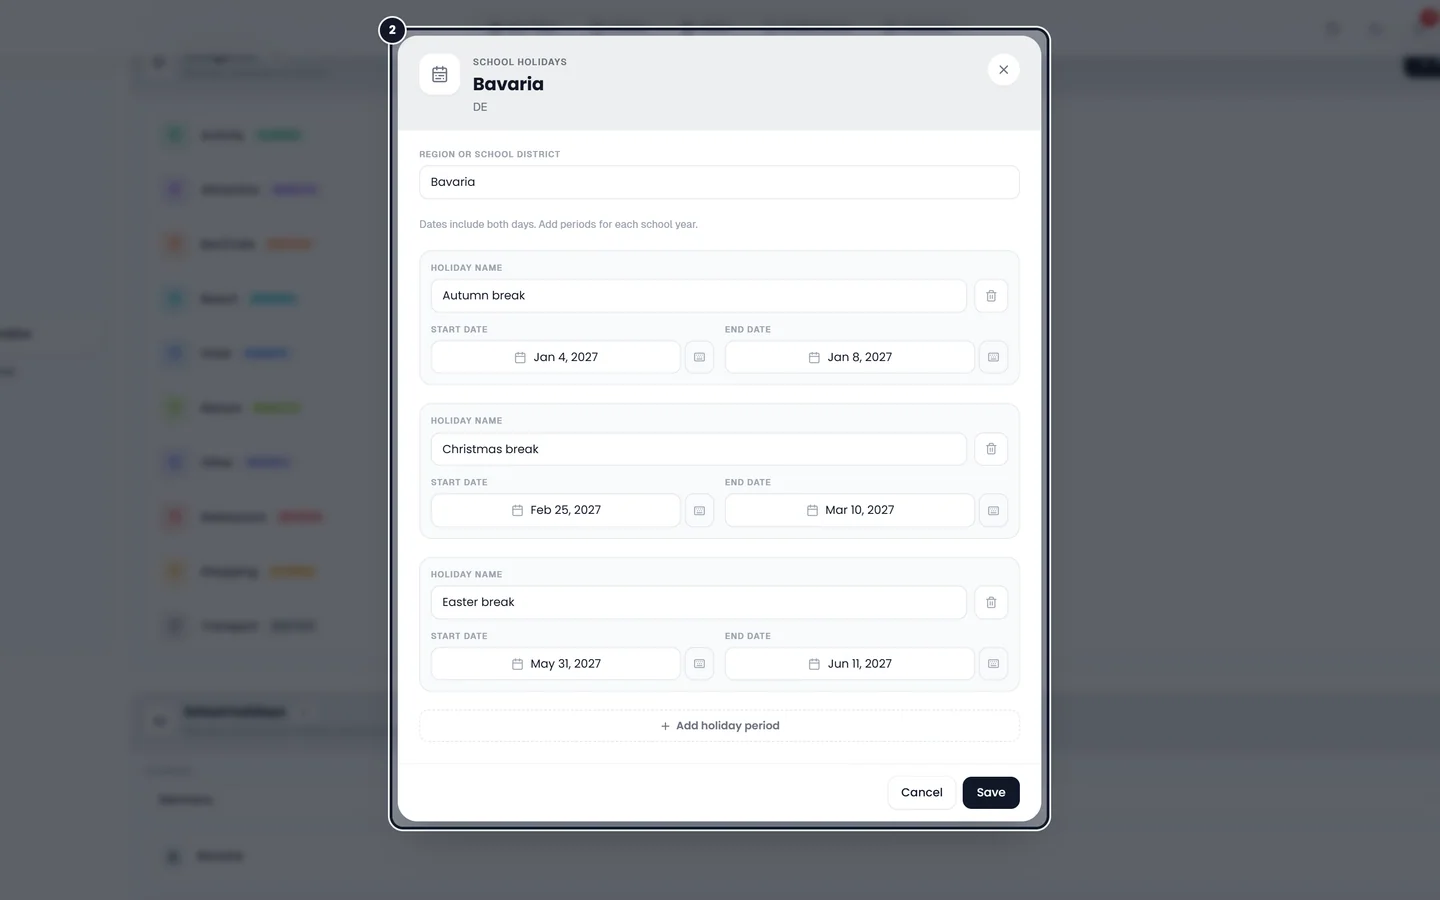 2
SCHOOL HOLIDAYS
Bavaria
DE
REGION OR SCHOOL DISTRICT
Bavaria
Dates include both days. Add periods for each school year.
HOLIDAY NAME
Autumn break
START DATE
END DATE
Jan 4, 2027
Jan 8, 2027
HOLIDAY NAME
Christmas break
START DATE
END DATE
Feb 25, 2027
Mar 10, 2027
HOLIDAY NAME
Easter break
START DATE
END DATE
May 31, 2027
Jun 11, 2027
+ Add holiday period
Cancel
Save